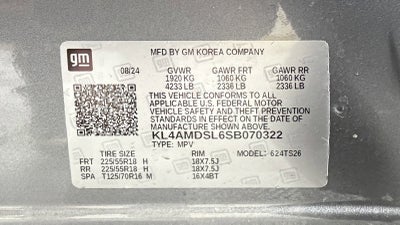 gm
MFD BY GM KOREA COMPANY
08/24 GVWR GAWR FRT GAWR RR
1920 KG 1060 KG 1060 KG
4233 LB 2336 LB 2336 LB
THIS VEHICLE CONFORMS TO ALL
APPLICABLE U.S. FEDERAL MOTOR
VEHICLE SAFETY AND THEFT PREVENTION
STANDARDS IN EFFECT ON THE DATE OF
MANUFACTURE SHOWN ABOVE.
KL4AMDSL6SB070322
TYPE: MPV
TIRE SIZE RIM MODEL: 624TS26
FRT 225/55R18 H 18X7.5J
RR 225/55R18 H 18X7.5J
SPA T125/70R16 M 16X4BT